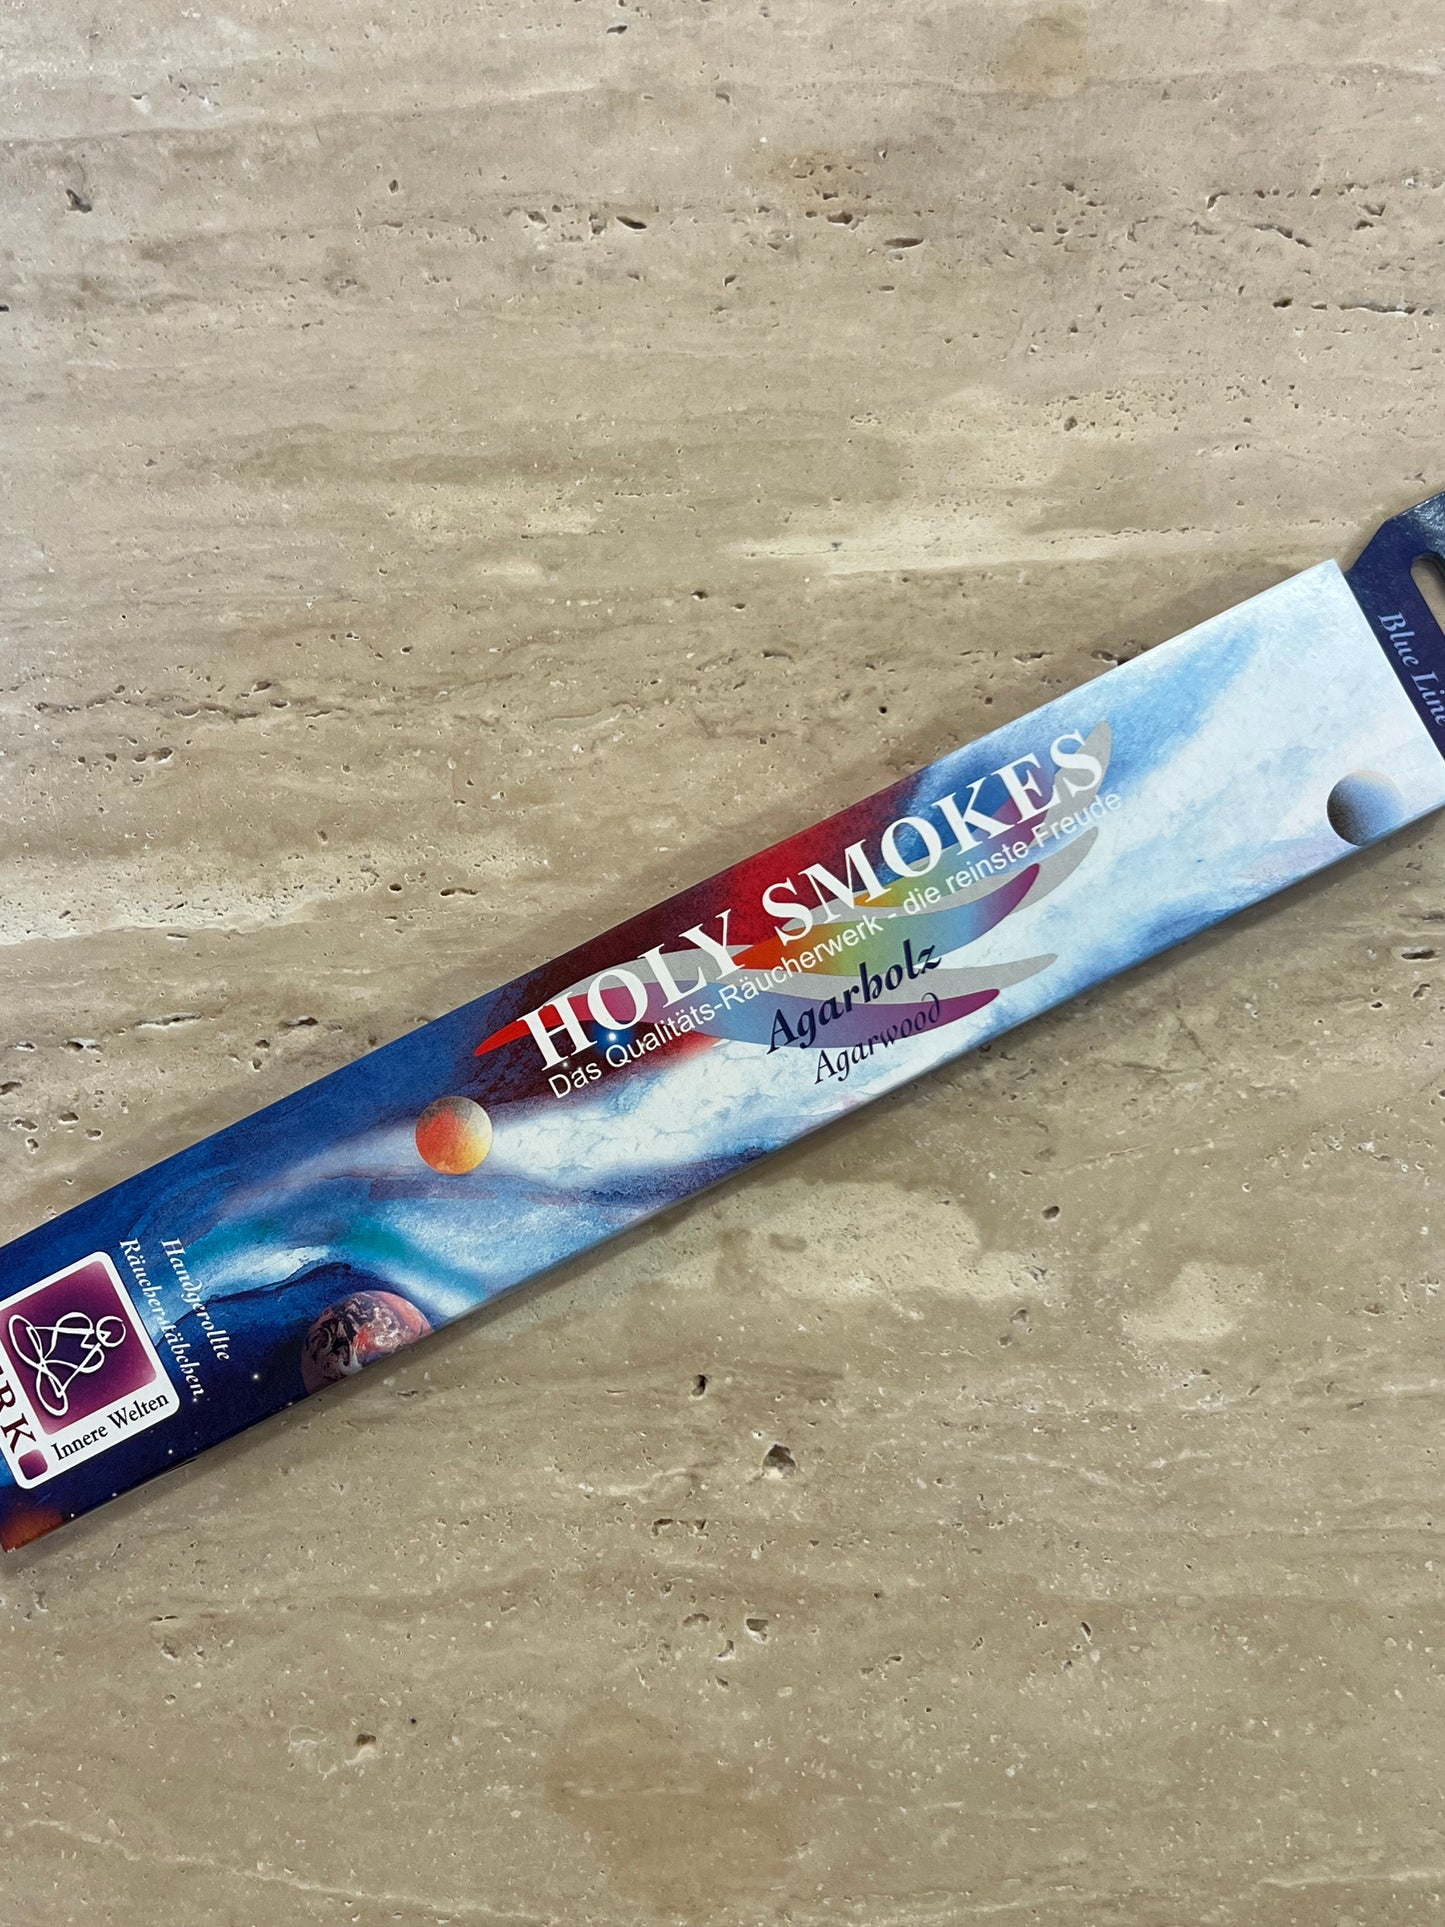 Blue Line
HOLY SMOKES
Das Qualitäts-Räucherwerk - die reinste Freude
Agarholz
Agarwood
Handgerollte
Räucherstäbchen.
Innere Welten